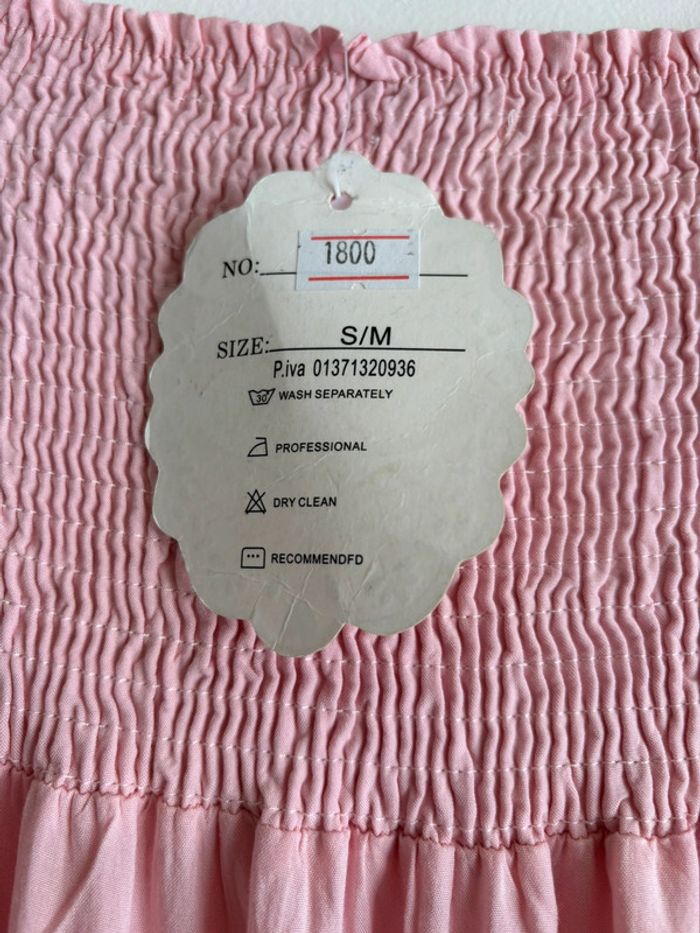 NO: 1800
SIZE: S/M
P.iva 01371320936
30 WASH SEPARATELY
PROFESSIONAL
DRY CLEAN
RECOMMENDFD